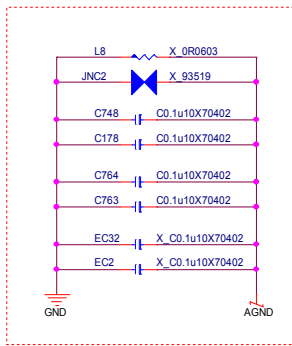 L8 X_0R0603
JNC2 X_93519
C748 C0.1u10X70402
C178 C0.1u10X70402
C764 C0.1u10X70402
C763 C0.1u10X70402
EC32 X_C0.1u10X70402
EC2 X_C0.1u10X70402
GND AGND